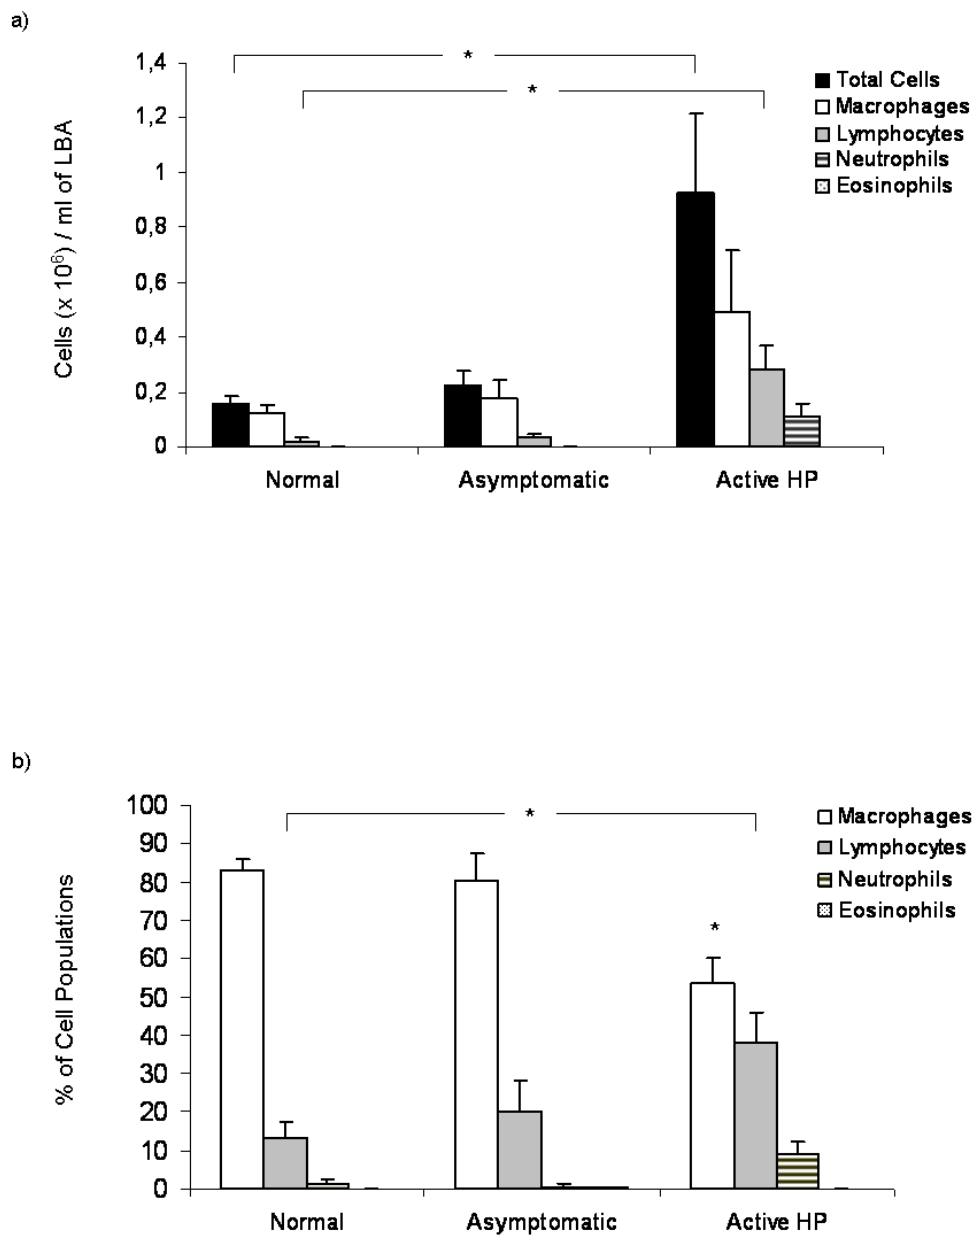 a)
*
*
1,4
1,2
1
0,8
0,6
0,4
0,2
0
Cells (x 10⁶) / ml of LBA
Total Cells
Macrophages
Lymphocytes
Neutrophils
Eosinophils
Normal Asymptomatic Active HP
b)
*
*
100
90
80
70
60
50
40
30
20
10
0
% of Cell Populations
Macrophages
Lymphocytes
Neutrophils
Eosinophils
Normal Asymptomatic Active HP